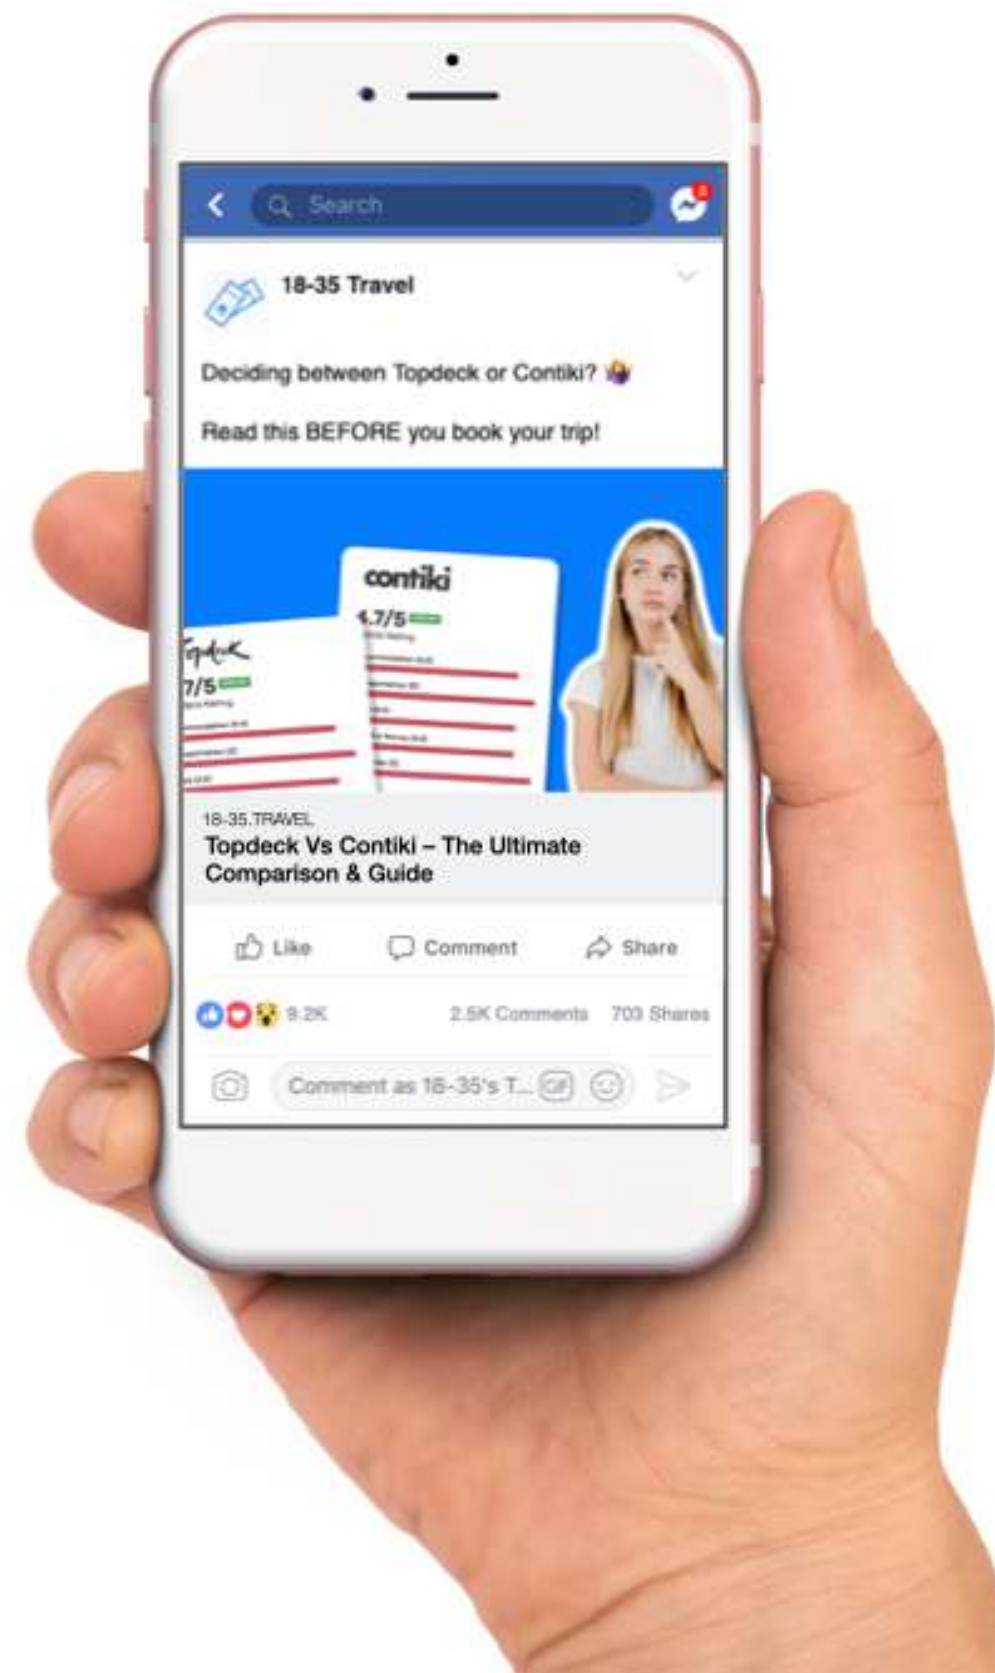 Search
18-35 Travel
Deciding between Topdeck or Contiki?
Read this BEFORE you book your trip!
contiki
4.7/5
Topdeck
7/5
18-35.TRAVEL
Topdeck Vs Contiki – The Ultimate
Comparison & Guide
Like Comment Share
9.2K 2.5K Comments 703 Shares
Comment as 18-35's T... GIF